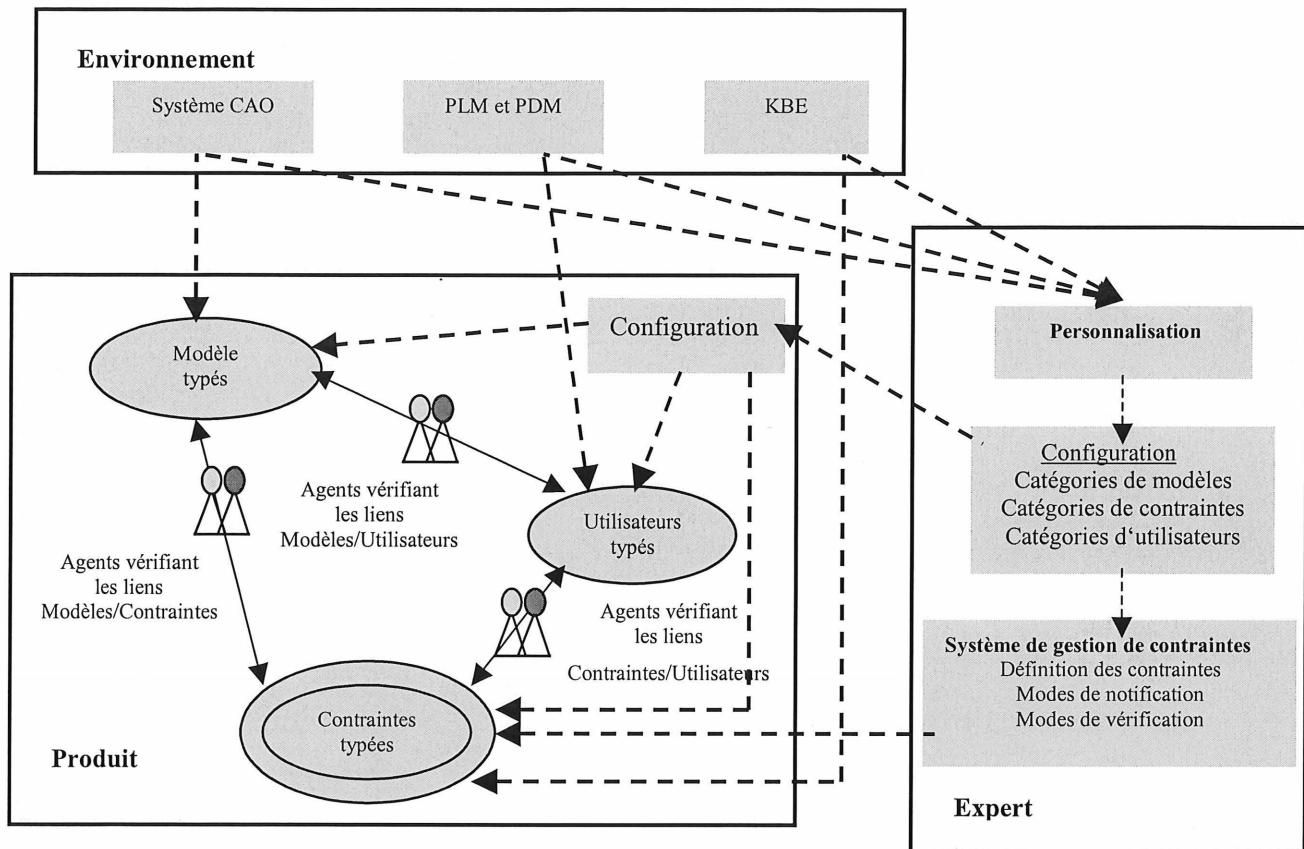 Environnement
Système CAO
PLM et PDM
KBE
Configuration
Modèle
typés
Agents vérifiant
les liens
Modèles/Utilisateurs
Utilisateurs
typés
Agents vérifiant
les liens
Modèles/Contraintes
Agents vérifiant
les liens
Contraintes/Utilisateurs
Contraintes
typées
Produit
Personnalisation
Configuration
Catégories de modèles
Catégories de contraintes
Catégories d‘utilisateurs
Système de gestion de contraintes
Définition des contraintes
Modes de notification
Modes de vérification
Expert